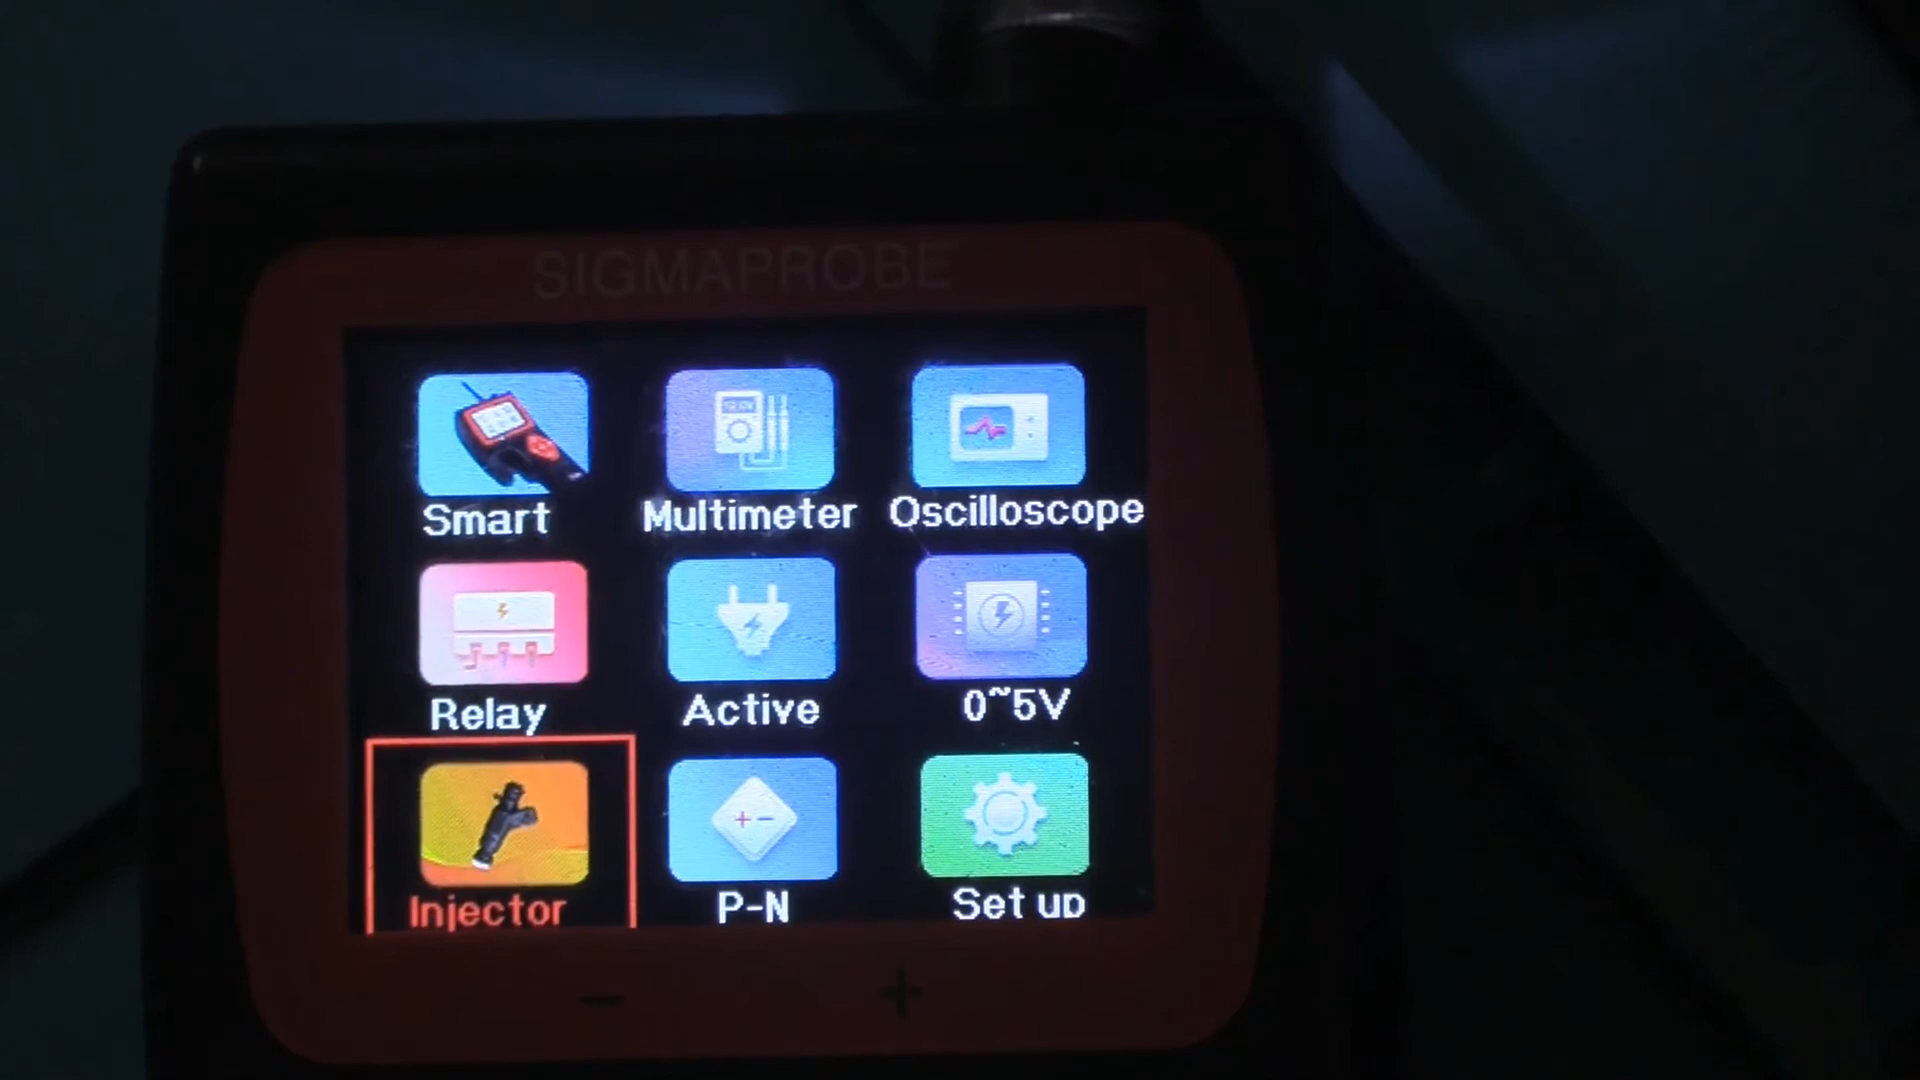 SIGMAPROBE
Smart Multimeter Oscilloscope
Relay Active 0~5V
Injector P-N Set up
- +